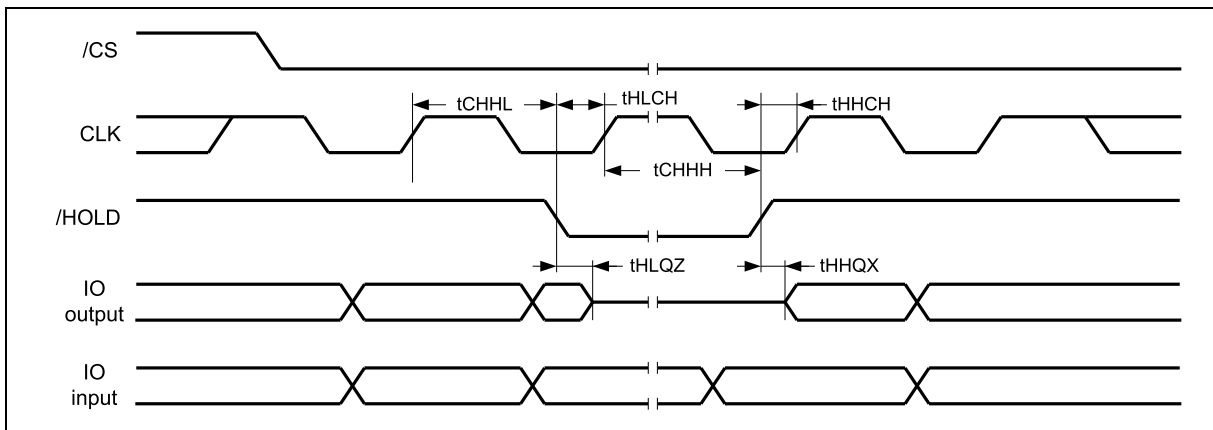 /CS
tCHHL
tHLCH
tHHCH
CLK
tCHHH
/HOLD
tHLQZ
tHHQX
IO
output
IO
input